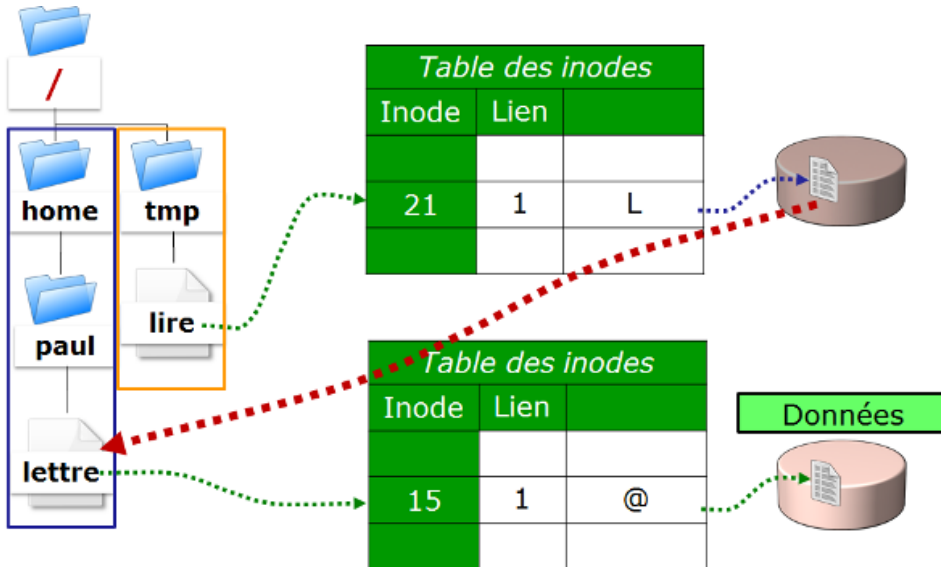 /
home
tmp
paul
lire
lettre
Table des inodes
Inode Lien
21 1 L
Table des inodes
Inode Lien
15 1 @
Données